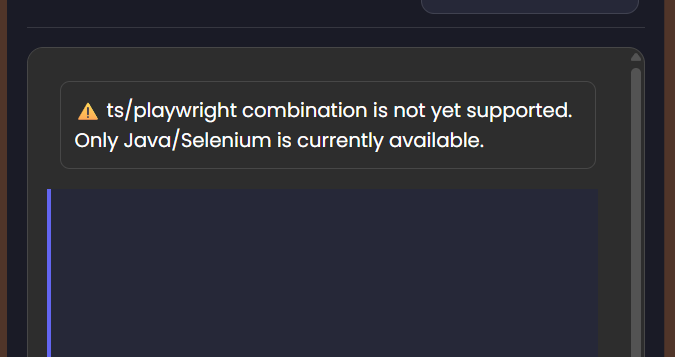 ⚠️ ts/playwright combination is not yet supported.
Only Java/Selenium is currently available.